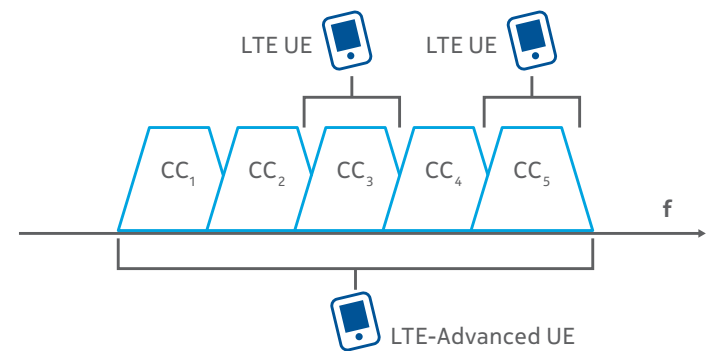 LTE UE LTE UE
CC₁ CC₂ CC₃ CC₄ CC₅
f
LTE-Advanced UE